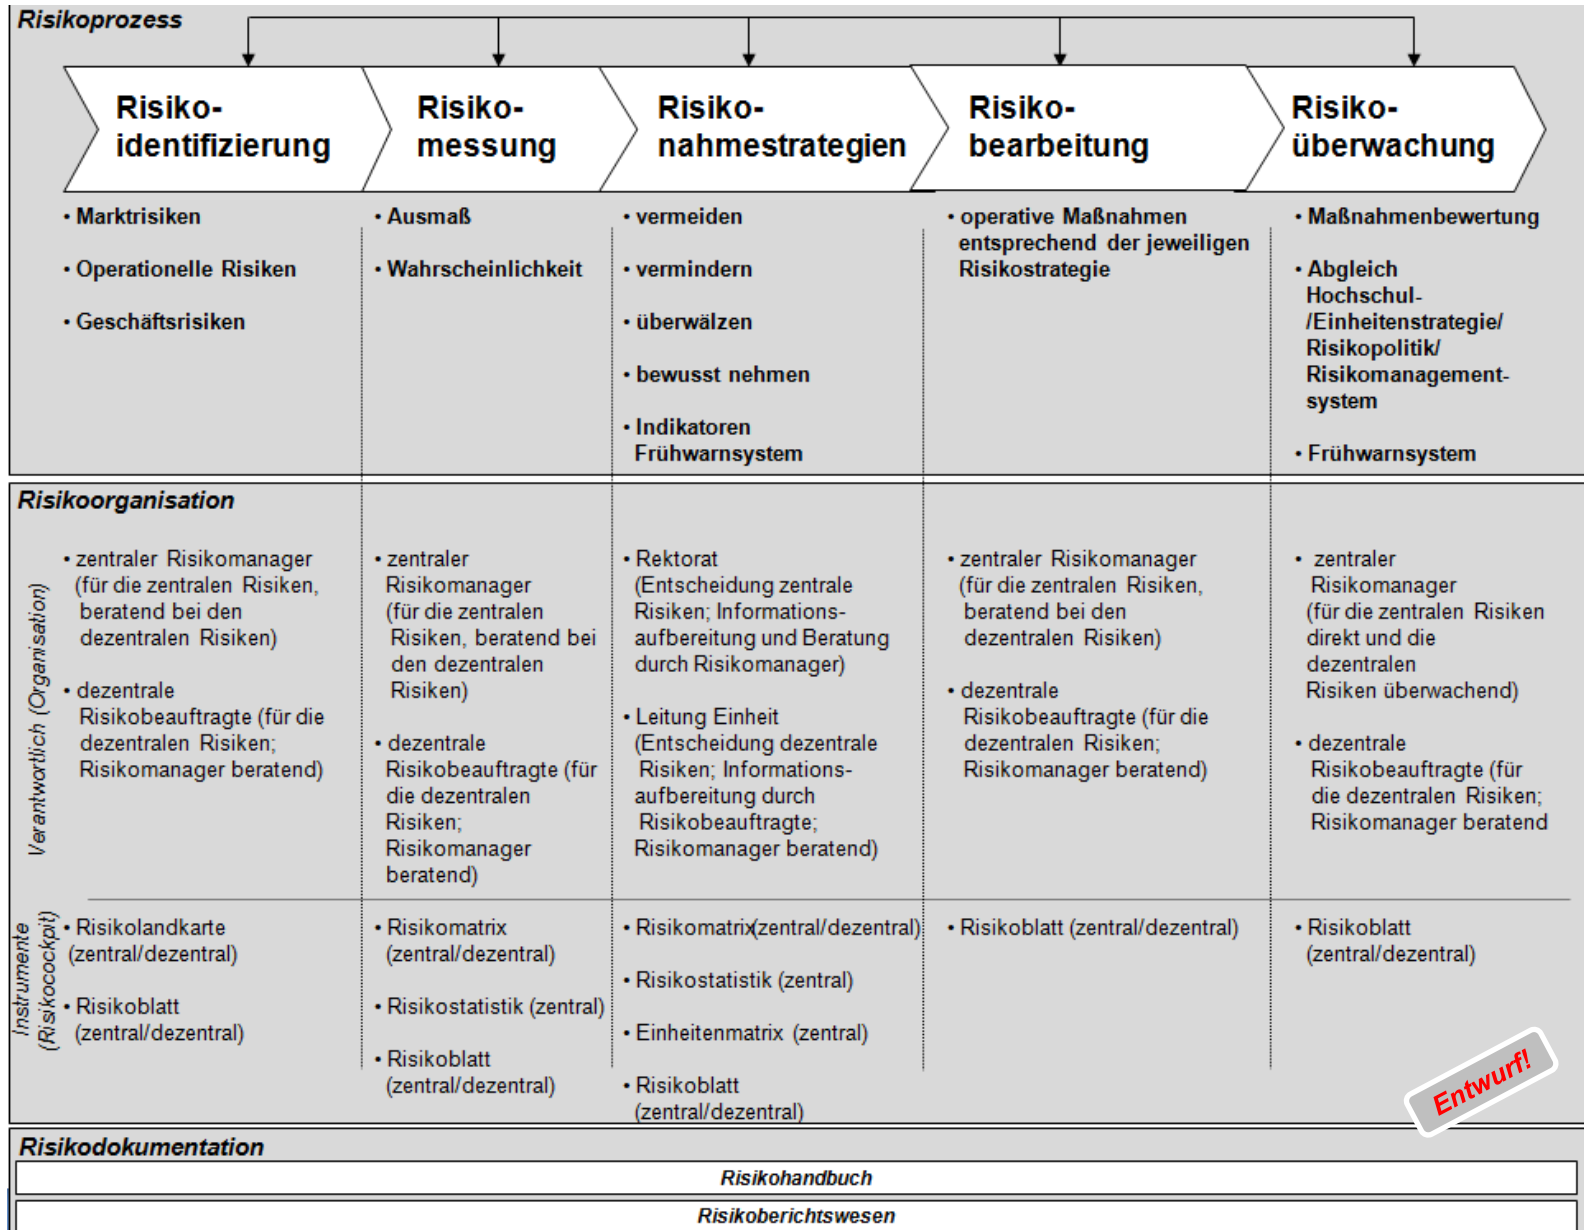 Risikoprozess
Risiko-
identifizierung
Risiko-
messung
Risiko-
nahmestrategien
Risiko-
bearbeitung
Risiko-
überwachung
• Marktrisiken
• Operationelle Risiken
• Geschäftsrisiken
• Ausmaß
• Wahrscheinlichkeit
• vermeiden
• vermindern
• überwälzen
• bewusst nehmen
• Indikatoren
Frühwarnsystem
• operative Maßnahmen
entsprechend der jeweiligen
Risikostrategie
• Maßnahmenbewertung
• Abgleich
Hochschul-
/Einheitenstrategie/
Risikopolitik/
Risikomanagement-
system
• Frühwarnsystem
Risikoorganisation
Verantwortlich (Organisation)
• zentraler Risikomanager
(für die zentralen Risiken,
beratend bei den
dezentralen Risiken)
• dezentrale
Risikobeauftragte (für die
dezentralen Risiken;
Risikomanager beratend)
• zentraler
Risikomanager
(für die zentralen
Risiken, beratend bei
den dezentralen
Risiken)
• dezentrale
Risikobeauftragte (für
die dezentralen
Risiken;
Risikomanager
beratend)
• Rektorat
(Entscheidung zentrale
Risiken; Informations-
aufbereitung und Beratung
durch Risikomanager)
• Leitung Einheit
(Entscheidung dezentrale
Risiken; Informations-
aufbereitung durch
Risikobeauftragte;
Risikomanager beratend)
• zentraler Risikomanager
(für die zentralen Risiken,
beratend bei den
dezentralen Risiken)
• dezentrale
Risikobeauftragte (für die
dezentralen Risiken;
Risikomanager beratend)
• zentraler
Risikomanager
(für die zentralen Risiken
direkt und die
dezentralen
Risiken überwachend)
• dezentrale
Risikobeauftragte (für
die dezentralen Risiken;
Risikomanager beratend
Instrumente
(Risikocockpit)
• Risikolandkarte
(zentral/dezentral)
• Risikoblatt
(zentral/dezentral)
• Risikomatrix
(zentral/dezentral)
• Risikostatistik (zentral)
• Risikoblatt
(zentral/dezentral)
• Risikomatrix(zentral/dezentral)
• Risikostatistik (zentral)
• Einheitenmatrix (zentral)
• Risikoblatt
(zentral/dezentral)
• Risikoblatt (zentral/dezentral)
• Risikoblatt
(zentral/dezentral)
Entwurf!
Risikodokumentation
Risikohandbuch
Risikoberichtswesen